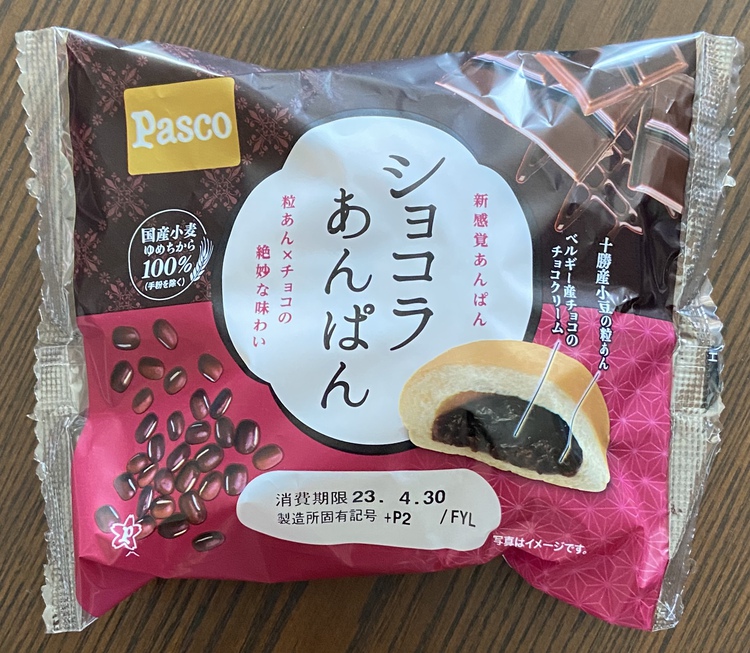 Pasco
国産小麦
ゆめちから
100%
(手粉を除く)
新感覚あんぱん
ショコラ
あんぱん
粒あん×チョコの
絶妙な味わい
十勝産小豆の粒あん
ベルギー産チョコの
チョコクリーム
消費期限 23. 4.30
製造所固有記号 +P2 /FYL
写真はイメージです。